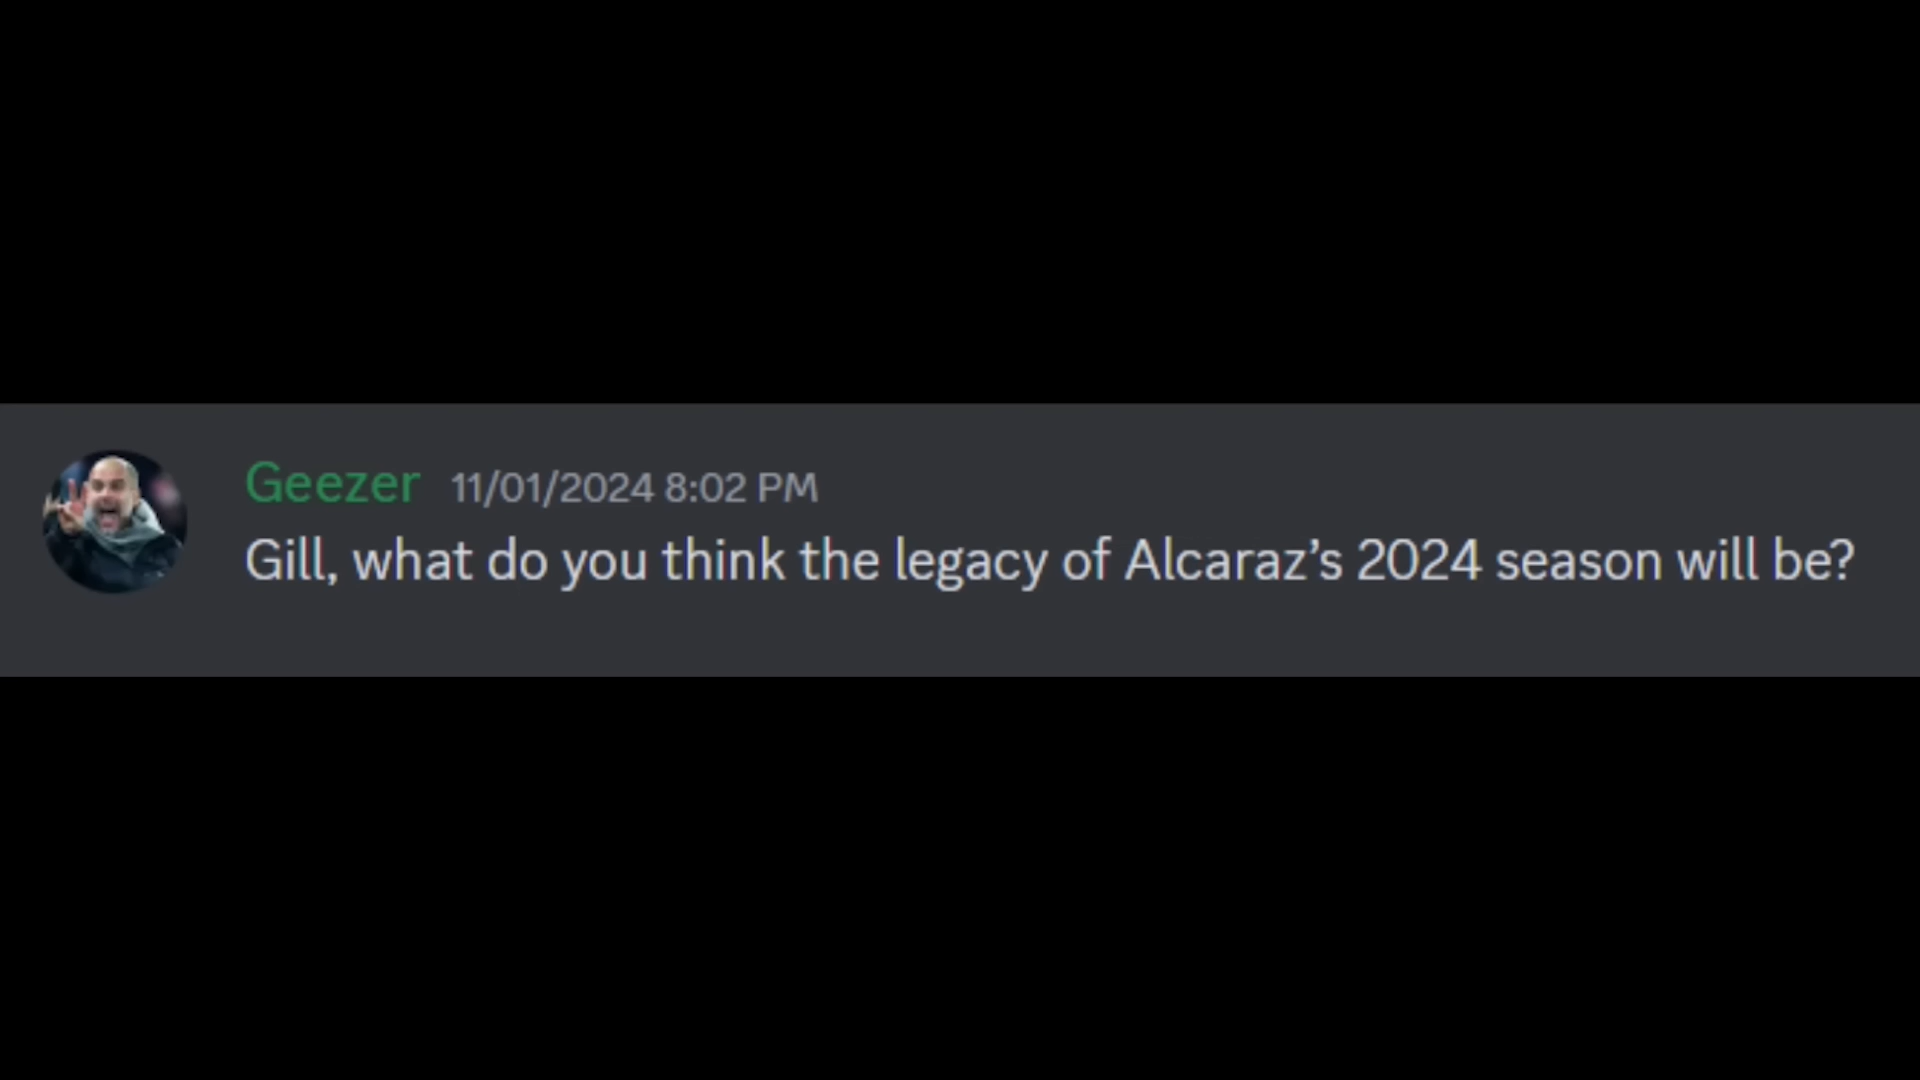 Geezer 11/01/2024 8:02 PM
Gill, what do you think the legacy of Alcaraz’s 2024 season will be?